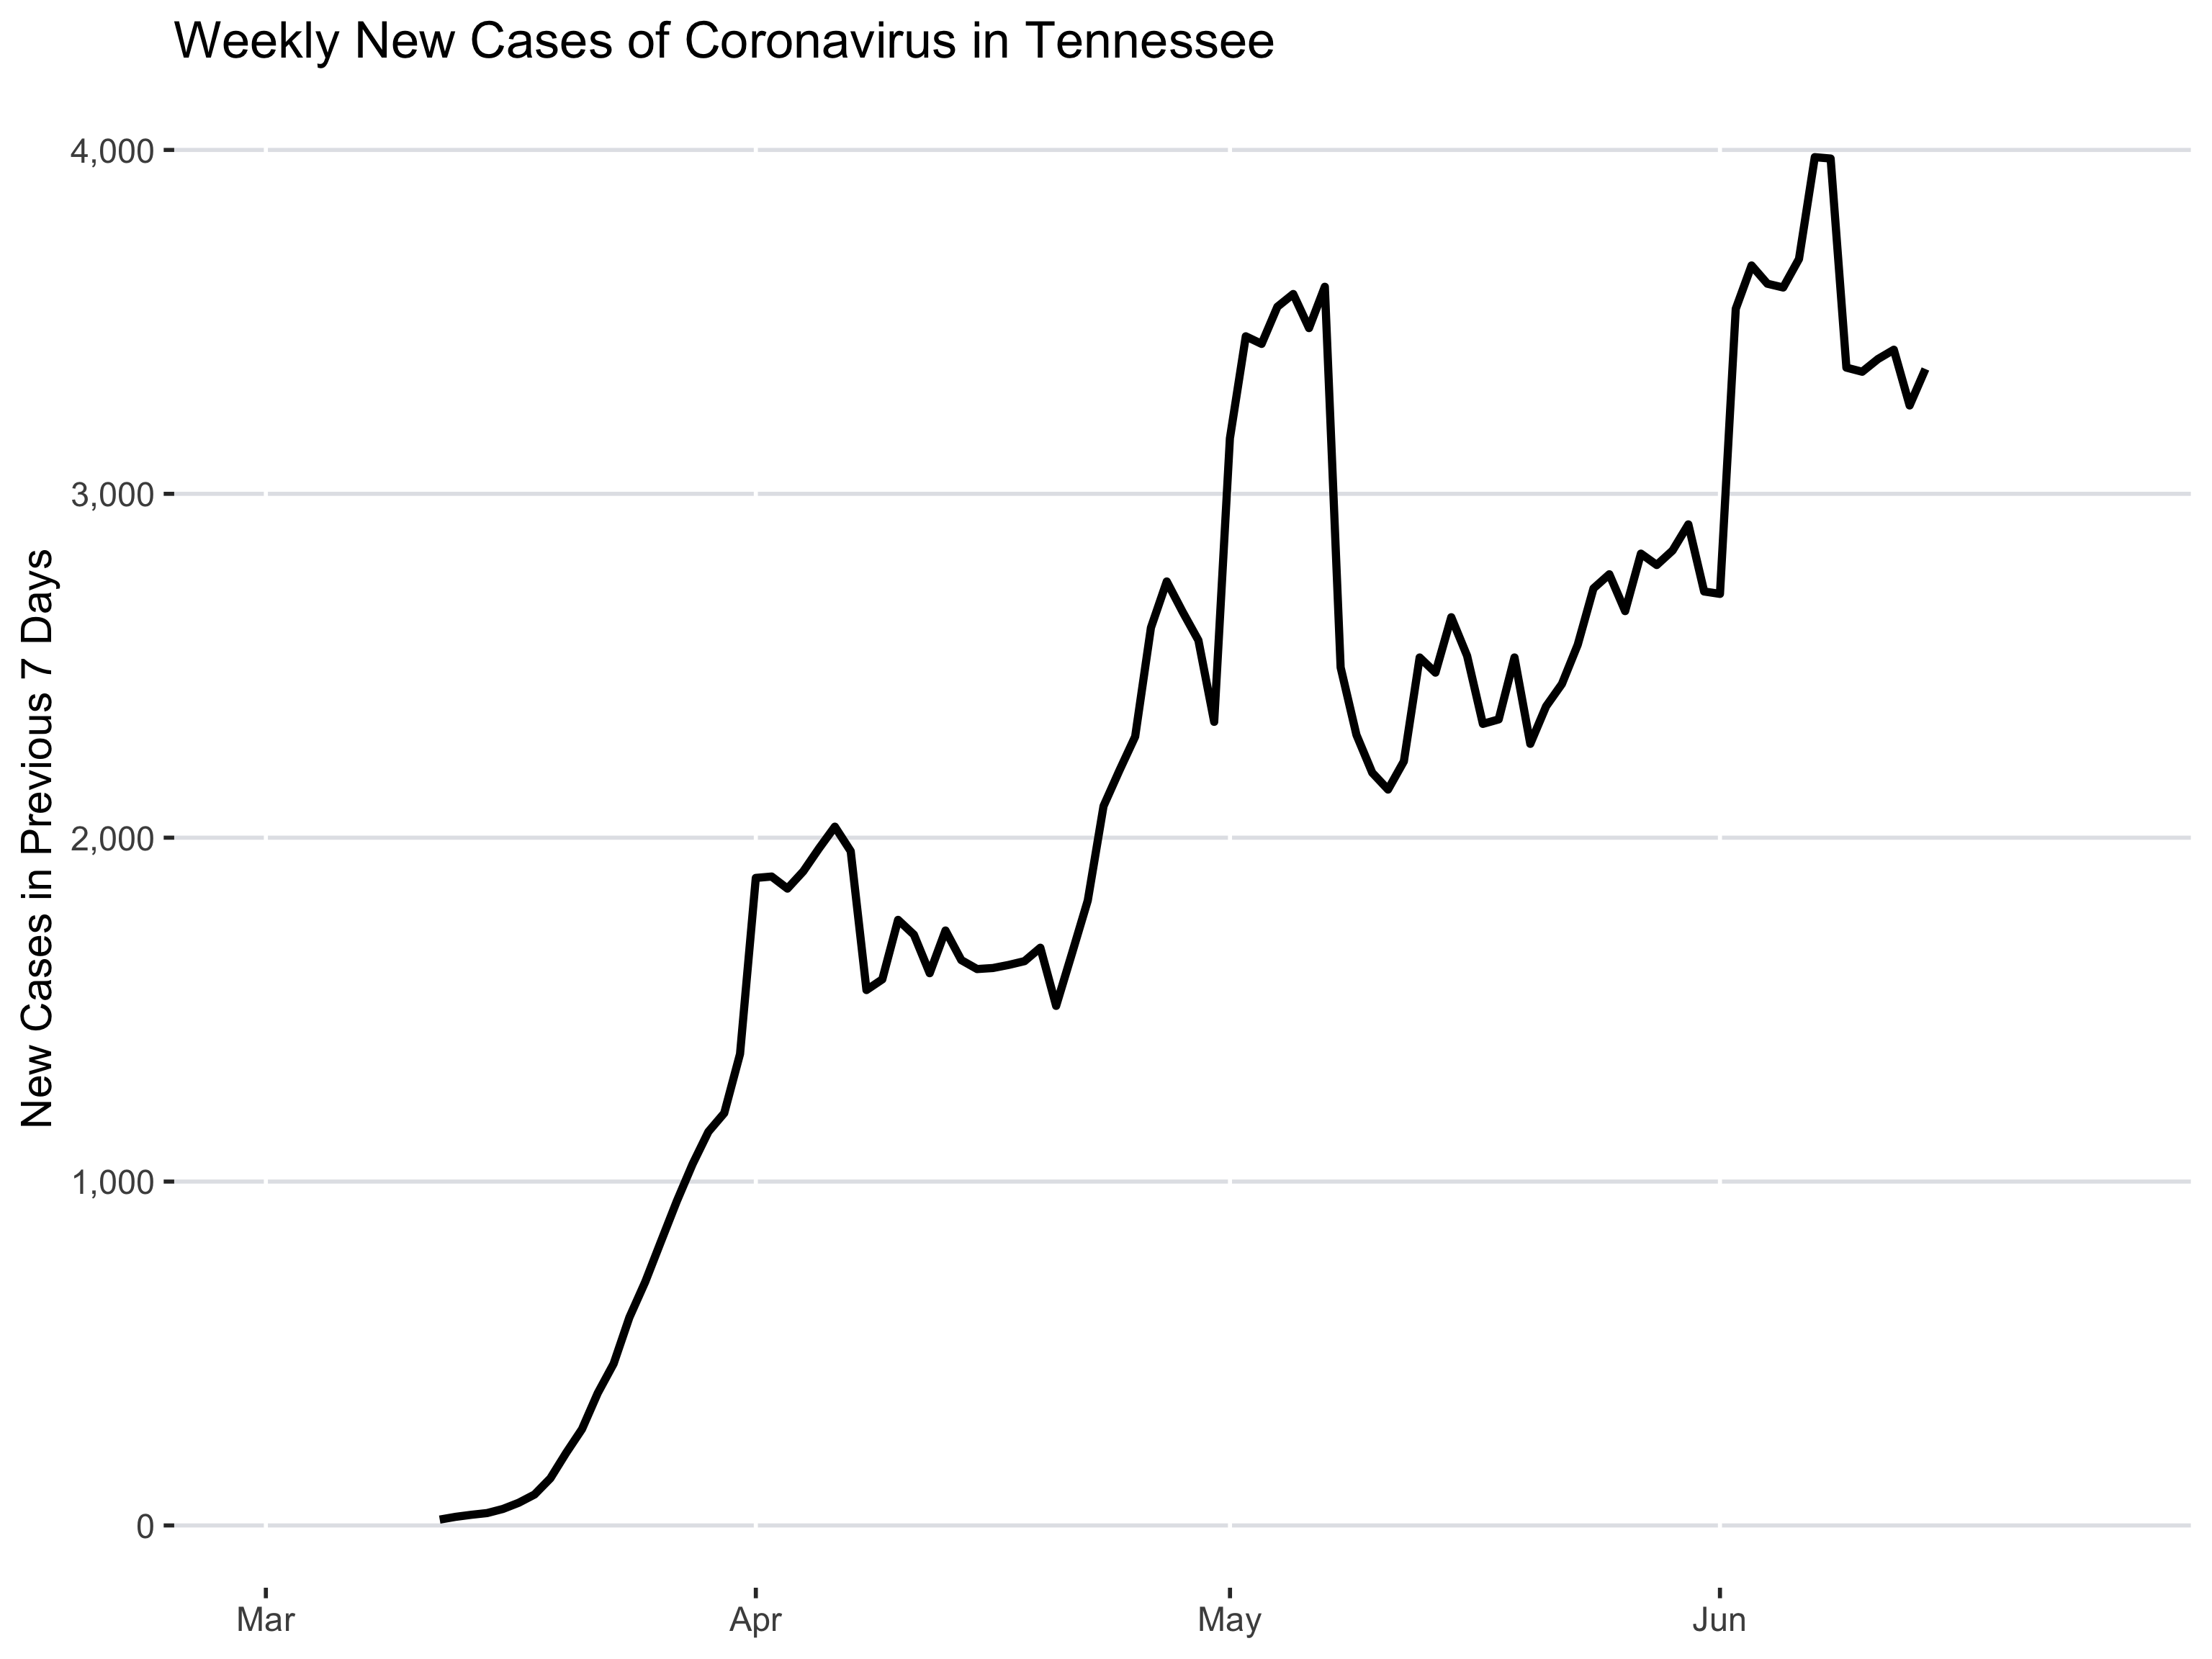 Weekly New Cases of Coronavirus in Tennessee
New Cases in Previous 7 Days
4,000
3,000
2,000
1,000
0
Mar Apr May Jun